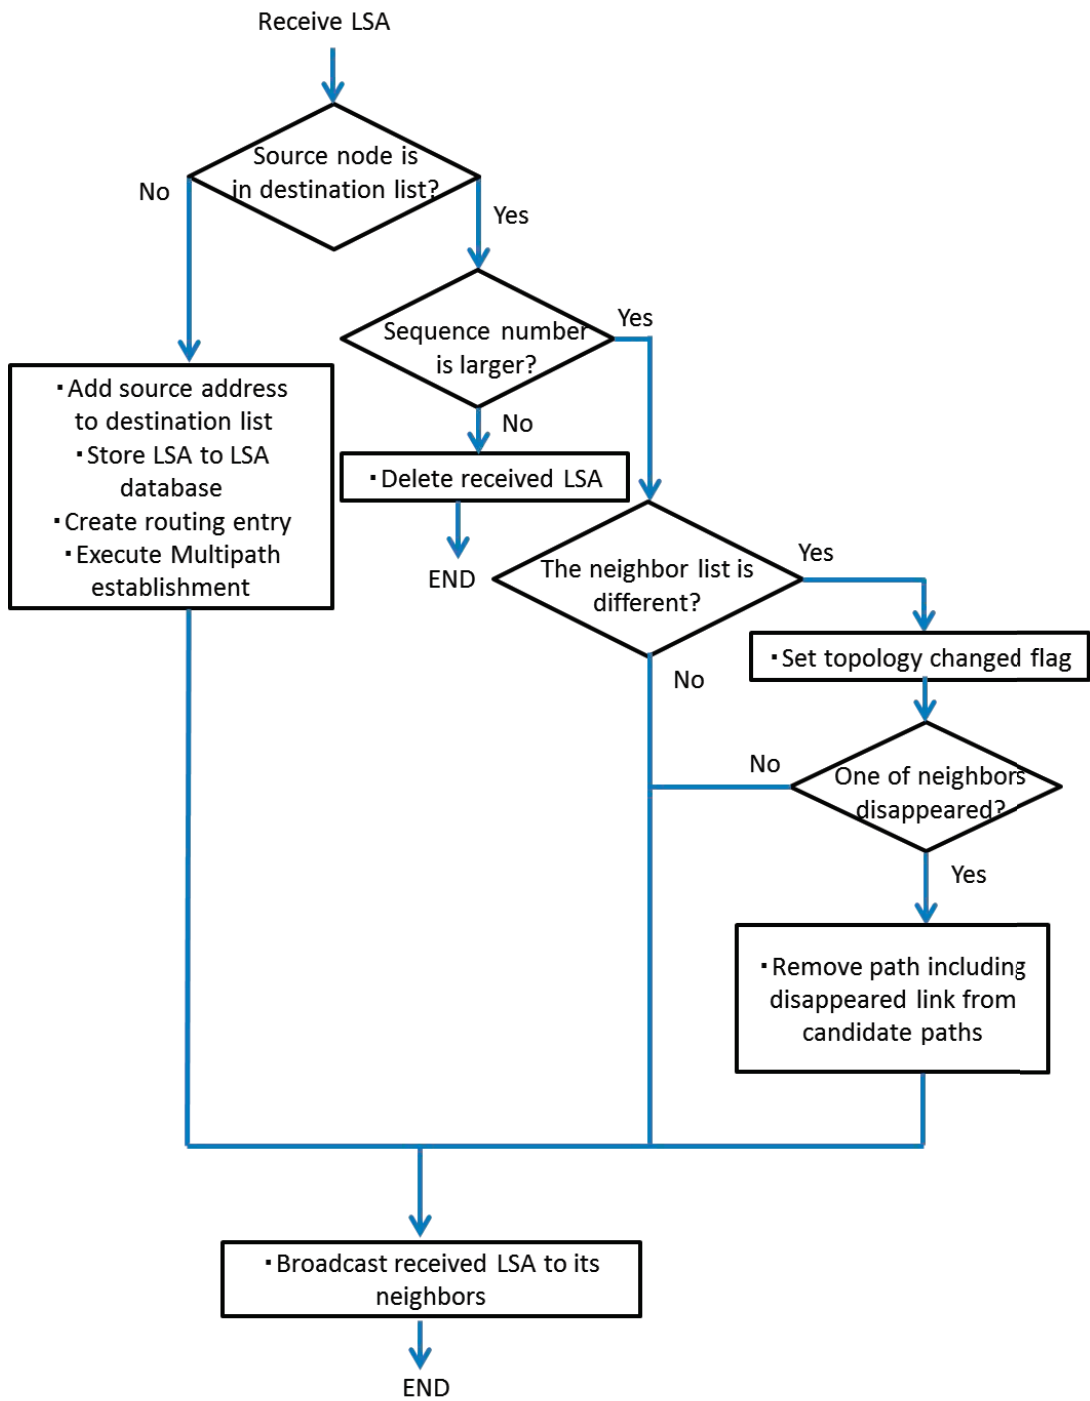 Receive LSA
Source node is
in destination list?
No
Yes
Sequence number
is larger?
Yes
No
・Add source address
to destination list
・Store LSA to LSA
database
・Create routing entry
・Execute Multipath
establishment
・Delete received LSA
END
The neighbor list is
different?
Yes
No
・Set topology changed flag
One of neighbors
disappeared?
No
Yes
・Remove path including
disappeared link from
candidate paths
・Broadcast received LSA to its
neighbors
END